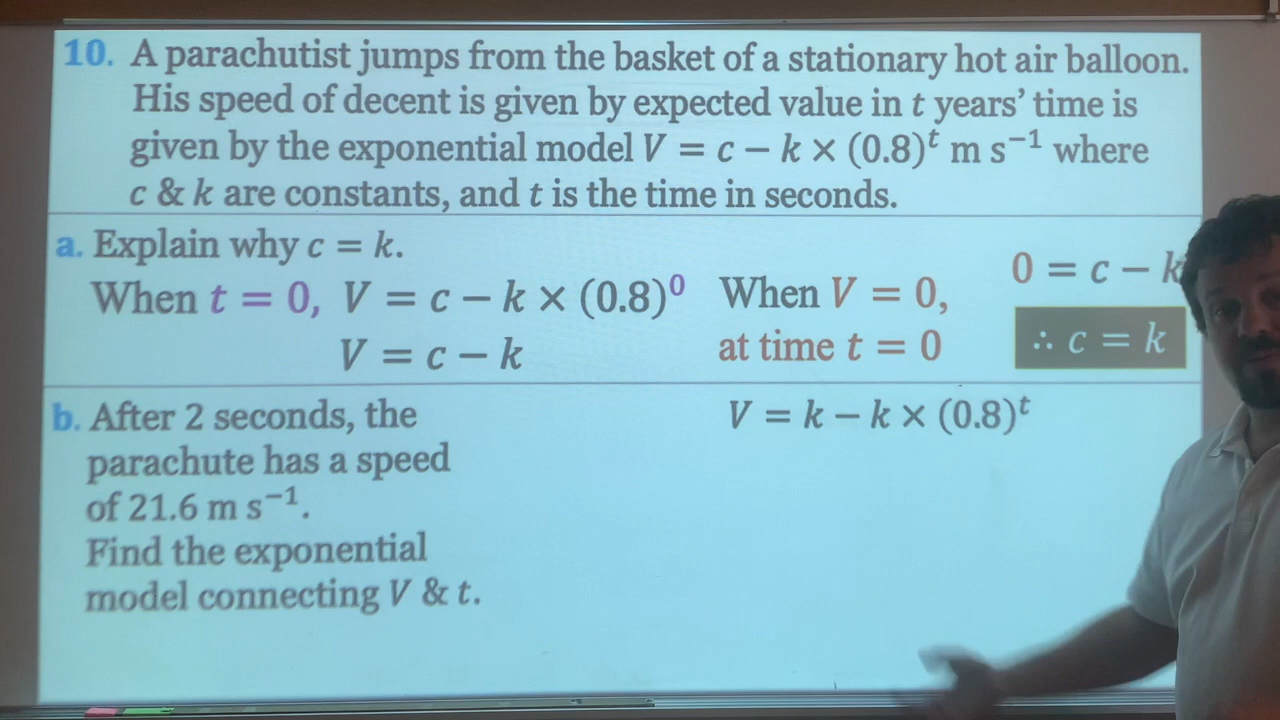 10. A parachutist jumps from the basket of a stationary hot air balloon.
His speed of decent is given by expected value in t years' time is
given by the exponential model V = c − k × (0.8)^t m s⁻¹ where
c & k are constants, and t is the time in seconds.
a. Explain why c = k.
When t = 0, V = c − k × (0.8)⁰
V = c − k
When V = 0,
at time t = 0
0 = c − k
∴ c = k
b. After 2 seconds, the
parachute has a speed
of 21.6 m s⁻¹.
Find the exponential
model connecting V & t.
V = k − k × (0.8)^t